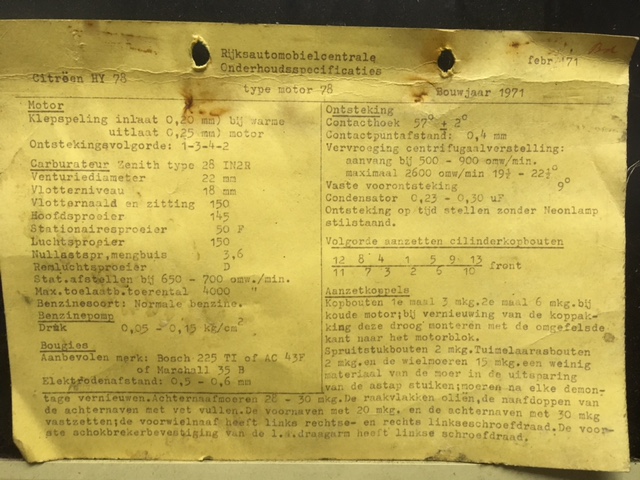 Rijksautomobielcentrale
Onderhoudsspecificaties
febr '71
Citröen HY 78
type motor 78
Bouwjaar 1971
Motor
Klepspeling inlaat 0,20 mm) bij warme
uitlaat 0,25 mm) motor
Ontstekingsvolgorde: 1-3-4-2
Carburateur Zenith type 28 IN2R
Venturiediameter 22 mm
Vlotterniveau 18 mm
Vlotternaald en zitting 150
Hoofdsproeier 145
Stationairesproeier 50 F
Luchtsproeier 150
Nullastspr,mengbuis 3,6
Remluchtsproeier D
Stat.afstellen bij 650 - 700 omw./min.
Max.toelaatb.toerental 4000 "
Benzinesoort: Normale benzine.
Benzinepomp
Druk 0,05 - 0,15 kg/cm2
Bougies
Aanbevolen merk: Bosch 225 TI of AC 43F
of Marchall 35 B
Elektrodenafstand: 0,5 - 0,6 mm
Ontsteking
Contacthoek 57° ± 2°
Contactpuntafstand: 0,4 mm
Vervroeging centrifugaalverstelling:
aanvang bij 500 - 900 omw/min.
maximaal 2600 omw/min 19½ - 22½°
Vaste voorontsteking 9°
Condensator 0,23 - 0,30 uF
Ontsteking op tijd stellen zonder Neonlamp
stilstaand.
Volgorde aanzetten cilinderkopbouten
12 8 4 1 5 9 13
11 7 3 2 6 10 front
Aanzetkoppels
Kopbouten 1e maal 3 mkg.2e maal 6 mkg.bij
koude motor;bij vernieuwing van de koppak-
king deze droog monteren met de omgefelsde
kant naar het motorblok.
Spruitstukbouten 2 mkg.Tuimelaarasbouten
2 mkg.en de wielmoeren 15 mkg.een weinig
materiaal van de moer in de uitsparing
van de astap stuiken;moeren na elke demon-
tage vernieuwen.Achternaafmoeren 28 - 30 mkg.De raakvlakken oliën,de naafdoppen van
de achternaven met vet vullen.De voornaven met 20 mkg. en de achternaven met 30 mkg
vastzetten;de voorwielnaaf heeft links rechtse- en rechts linkseschroefdraad.De voor-
ste schokbrekerbevestiging van de l.a.draagarm heeft linkse schroefdraad.